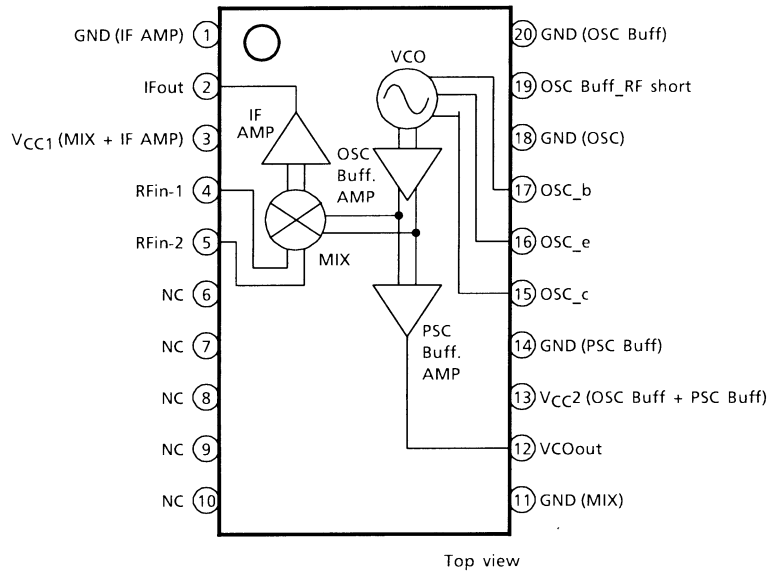 GND (IF AMP) 1
IFout 2
VCC1 (MIX + IF AMP) 3
RFin-1 4
RFin-2 5
NC 6
NC 7
NC 8
NC 9
NC 10
VCO
IF
AMP
OSC
Buff.
AMP
MIX
PSC
Buff.
AMP
20 GND (OSC Buff)
19 OSC Buff_RF short
18 GND (OSC)
17 OSC_b
16 OSC_e
15 OSC_c
14 GND (PSC Buff)
13 VCC2 (OSC Buff + PSC Buff)
12 VCOout
11 GND (MIX)
Top view